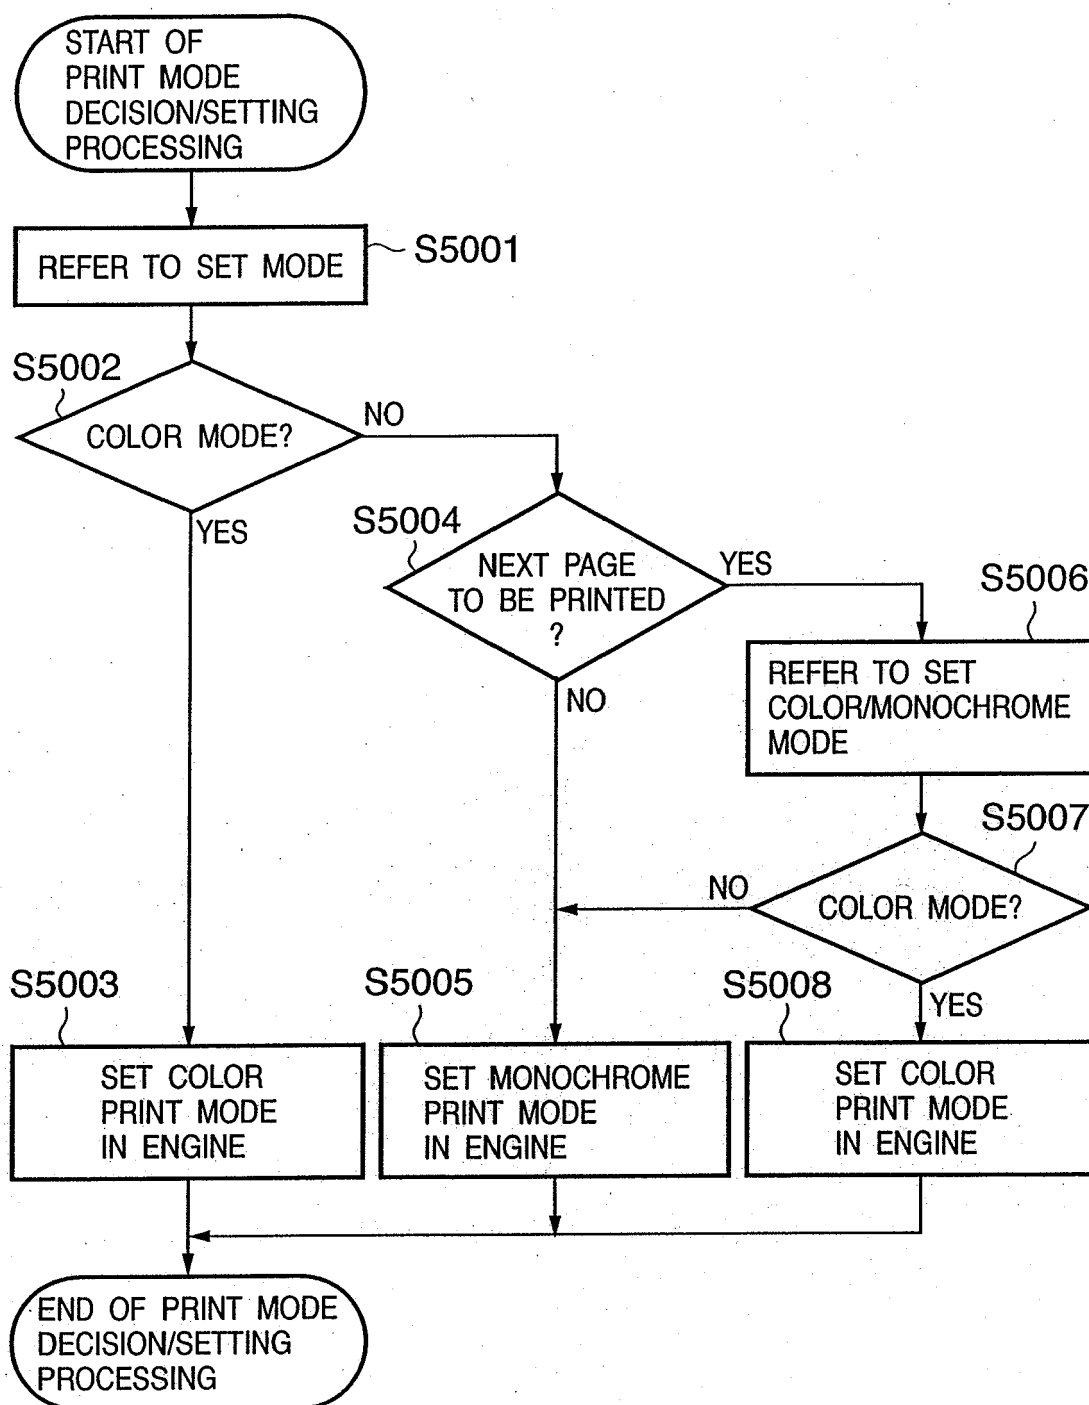 START OF
PRINT MODE
DECISION/SETTING
PROCESSING
REFER TO SET MODE
S5001
S5002
COLOR MODE?
NO
YES
S5004
NEXT PAGE
TO BE PRINTED
?
YES
NO
S5006
REFER TO SET
COLOR/MONOCHROME
MODE
S5007
COLOR MODE?
NO
YES
S5003
SET COLOR
PRINT MODE
IN ENGINE
S5005
SET MONOCHROME
PRINT MODE
IN ENGINE
S5008
SET COLOR
PRINT MODE
IN ENGINE
END OF PRINT MODE
DECISION/SETTING
PROCESSING